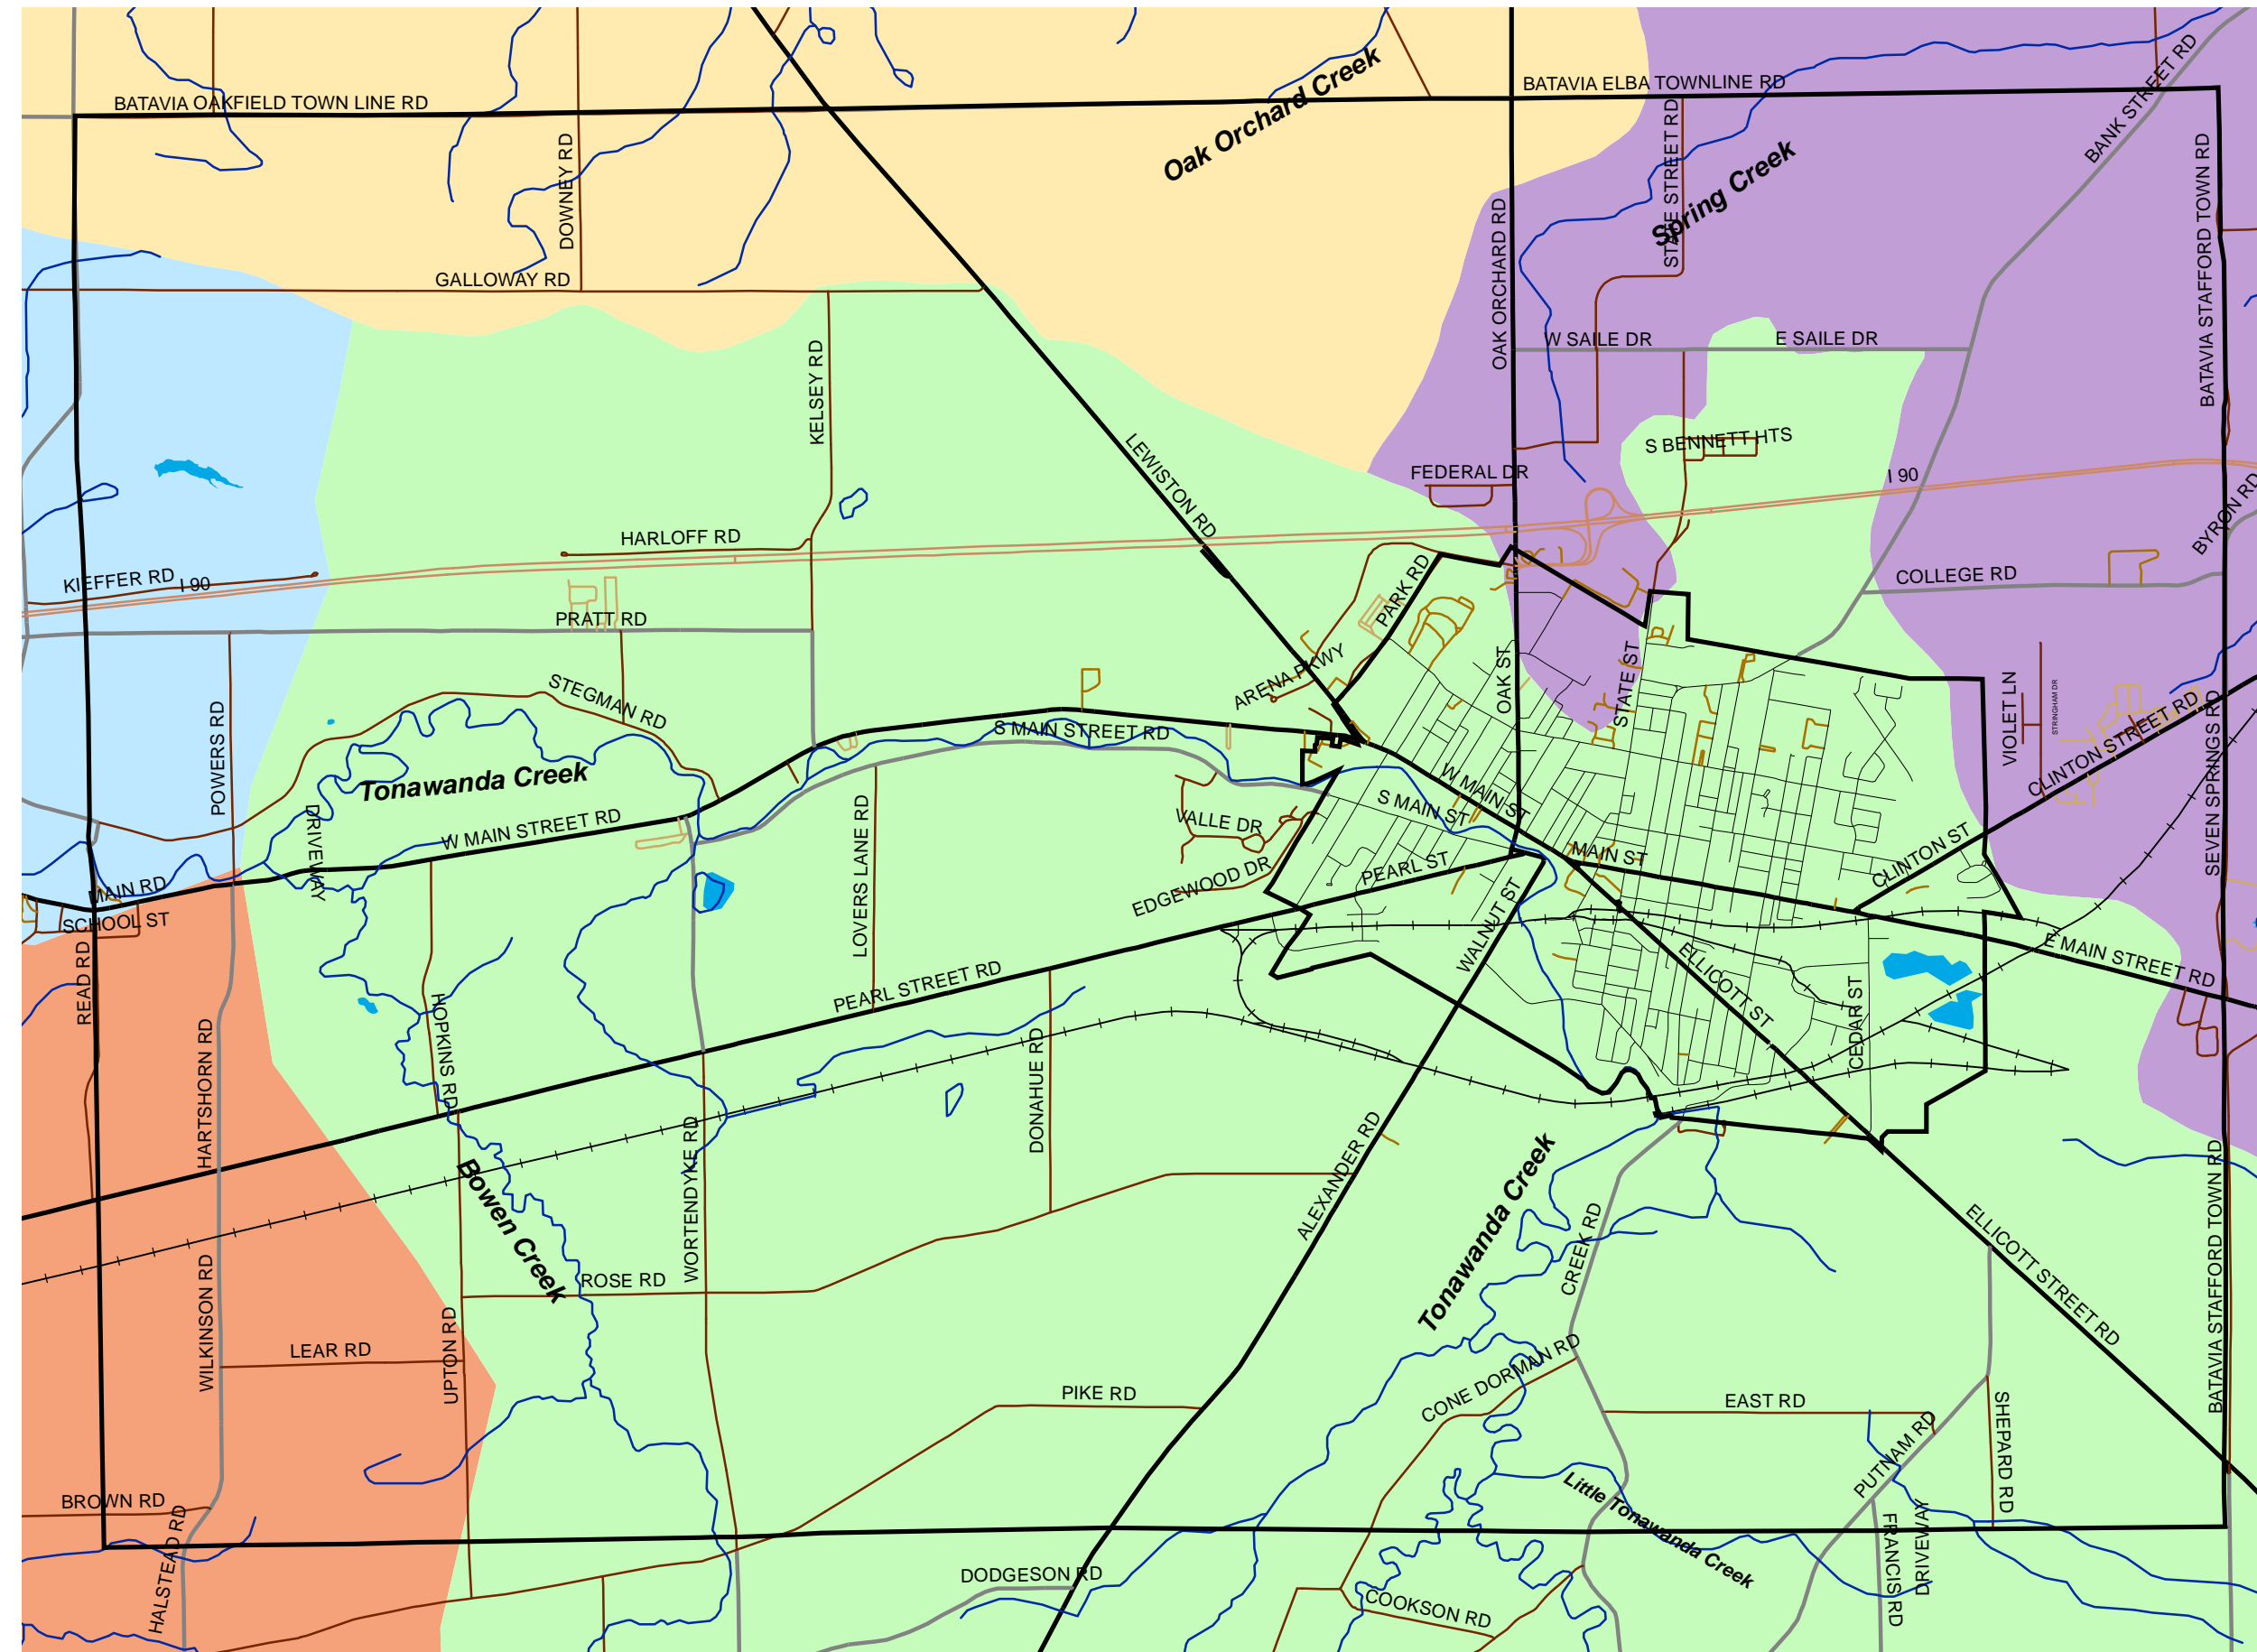 BATAVIA OAKFIELD TOWN LINE RD
BATAVIA ELBA TOWNLINE RD
BANK STREET RD
Oak Orchard Creek
Spring Creek
STATE STREET RD
DOWNEY RD
OAK ORCHARD RD
BATAVIA STAFFORD TOWN RD
GALLOWAY RD
W SAILE DR
E SAILE DR
KELSEY RD
LEWISTON RD
S BENNETT HTS
FEDERAL DR
I 90
BYRON RD
HARLOFF RD
KIEFFER RD
I 90
PARK RD
COLLEGE RD
PRATT RD
ARENA PKWY
OAK ST
STATE ST
VIOLET LN
STRINGHAM DR
STEGMAN RD
POWERS RD
S MAIN STREET RD
CLINTON STREET RD
SEVEN SPRINGS RD
Tonawanda Creek
DRIVEWAY
W MAIN STREET RD
LOVERS LANE RD
VALLE DR
W MAIN ST
S MAIN ST
MAIN ST
PEARL ST
CLINTON ST
EDGEWOOD DR
MAIN RD
SCHOOL ST
READ RD
WALNUT ST
ELLICOTT ST
E MAIN STREET RD
CEDAR ST
PEARL STREET RD
HOPKINS RD
HARTSHORN RD
DONAHUE RD
WORTENDYKE RD
ALEXANDER RD
Bowen Creek
Tonawanda Creek
CREEK RD
ELLICOTT STREET RD
BATAVIA STAFFORD TOWN RD
WILKINSON RD
ROSE RD
LEAR RD
UPTON RD
PIKE RD
CONE DORMAN RD
EAST RD
PUTNAM RD
SHEPARD RD
BROWN RD
HALSTEAD RD
Little Tonawanda Creek
FRANCIS RD
DRIVEWAY
DODGESON RD
COOKSON RD